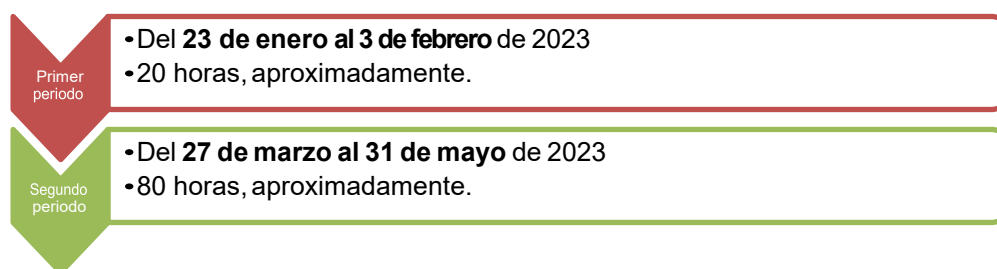 Primer
periodo
•Del 23 de enero al 3 de febrero de 2023
•20 horas, aproximadamente.
Segundo
periodo
•Del 27 de marzo al 31 de mayo de 2023
•80 horas, aproximadamente.